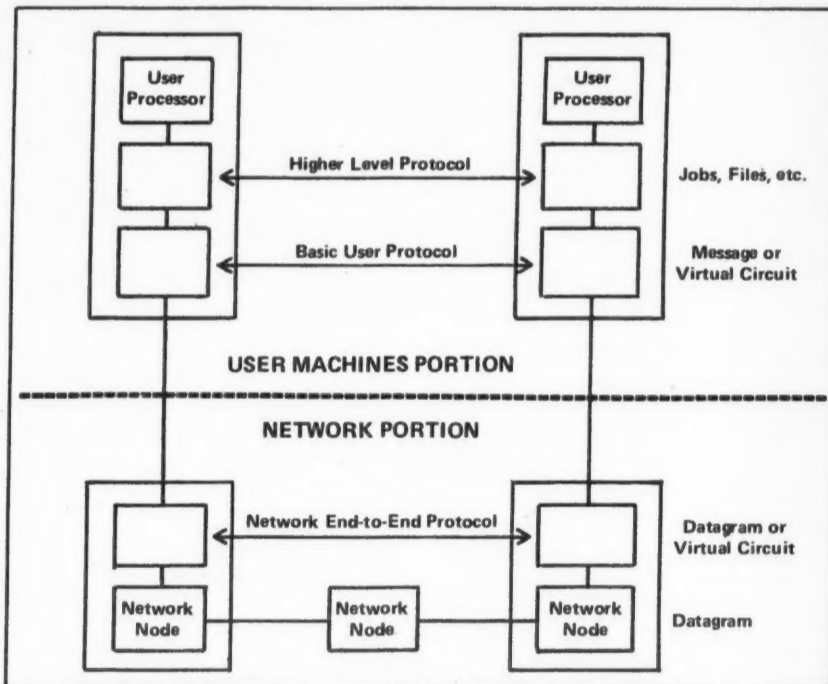 User
Processor
User
Processor
Higher Level Protocol
Jobs, Files, etc.
Basic User Protocol
Message or
Virtual Circuit
USER MACHINES PORTION
NETWORK PORTION
Network End-to-End Protocol
Datagram or
Virtual Circuit
Network
Node
Network
Node
Network
Node
Datagram